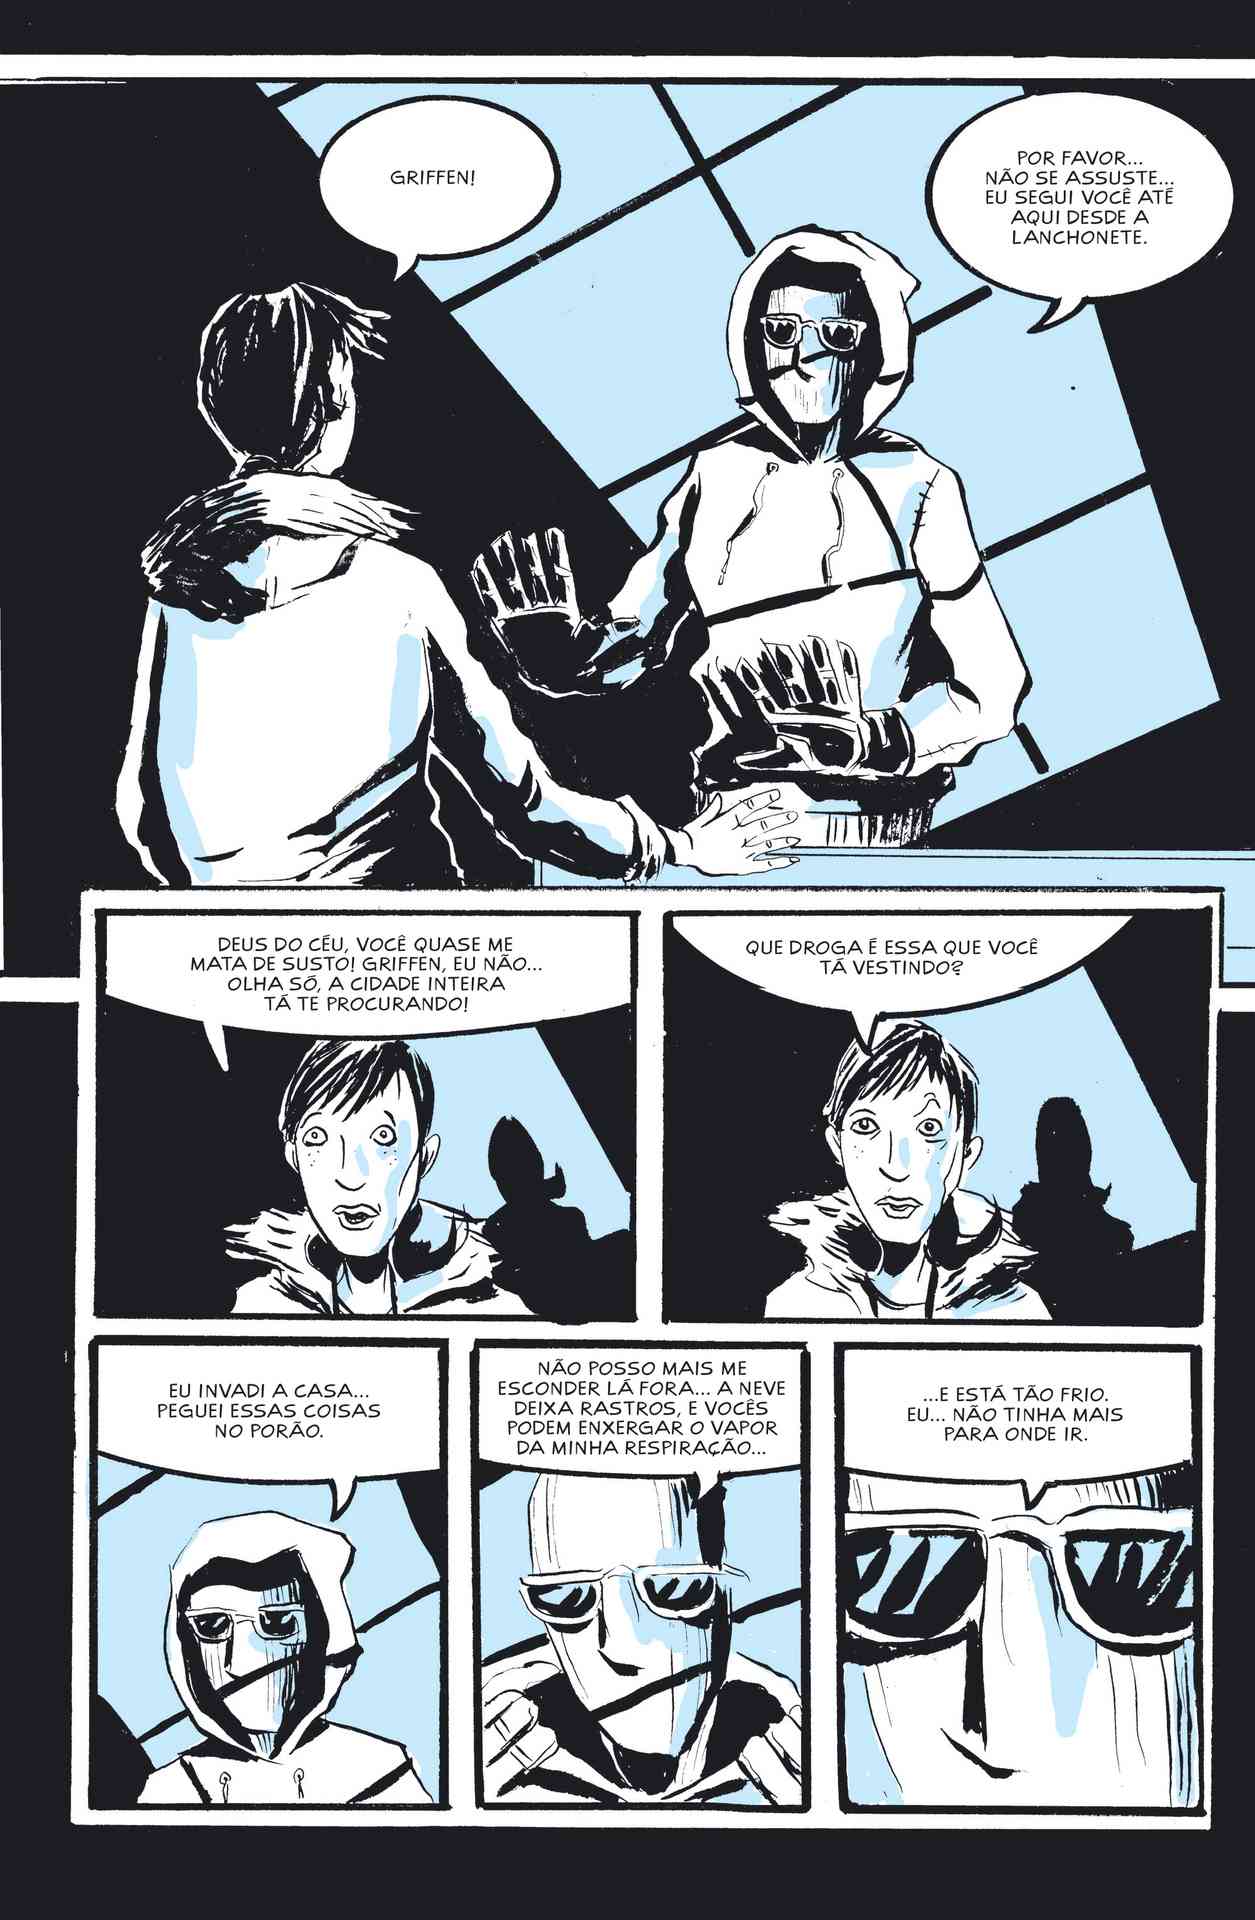 GRIFFEN!
POR FAVOR...
NÃO SE ASSUSTE...
EU SEGUI VOCÊ ATÉ
AQUI DESDE A
LANCHONETE.
DEUS DO CÉU, VOCÊ QUASE ME
MATA DE SUSTO! GRIFFEN, EU NÃO...
OLHA SÓ, A CIDADE INTEIRA
TÁ TE PROCURANDO!
QUE DROGA É ESSA QUE VOCÊ
TÁ VESTINDO?
EU INVADI A CASA...
PEGUEI ESSAS COISAS
NO PORÃO.
NÃO POSSO MAIS ME
ESCONDER LÁ FORA... A NEVE
DEIXA RASTROS, E VOCÊS
PODEM ENXERGAR O VAPOR
DA MINHA RESPIRAÇÃO...
...E ESTÁ TÃO FRIO.
EU... NÃO TINHA MAIS
PARA ONDE IR.